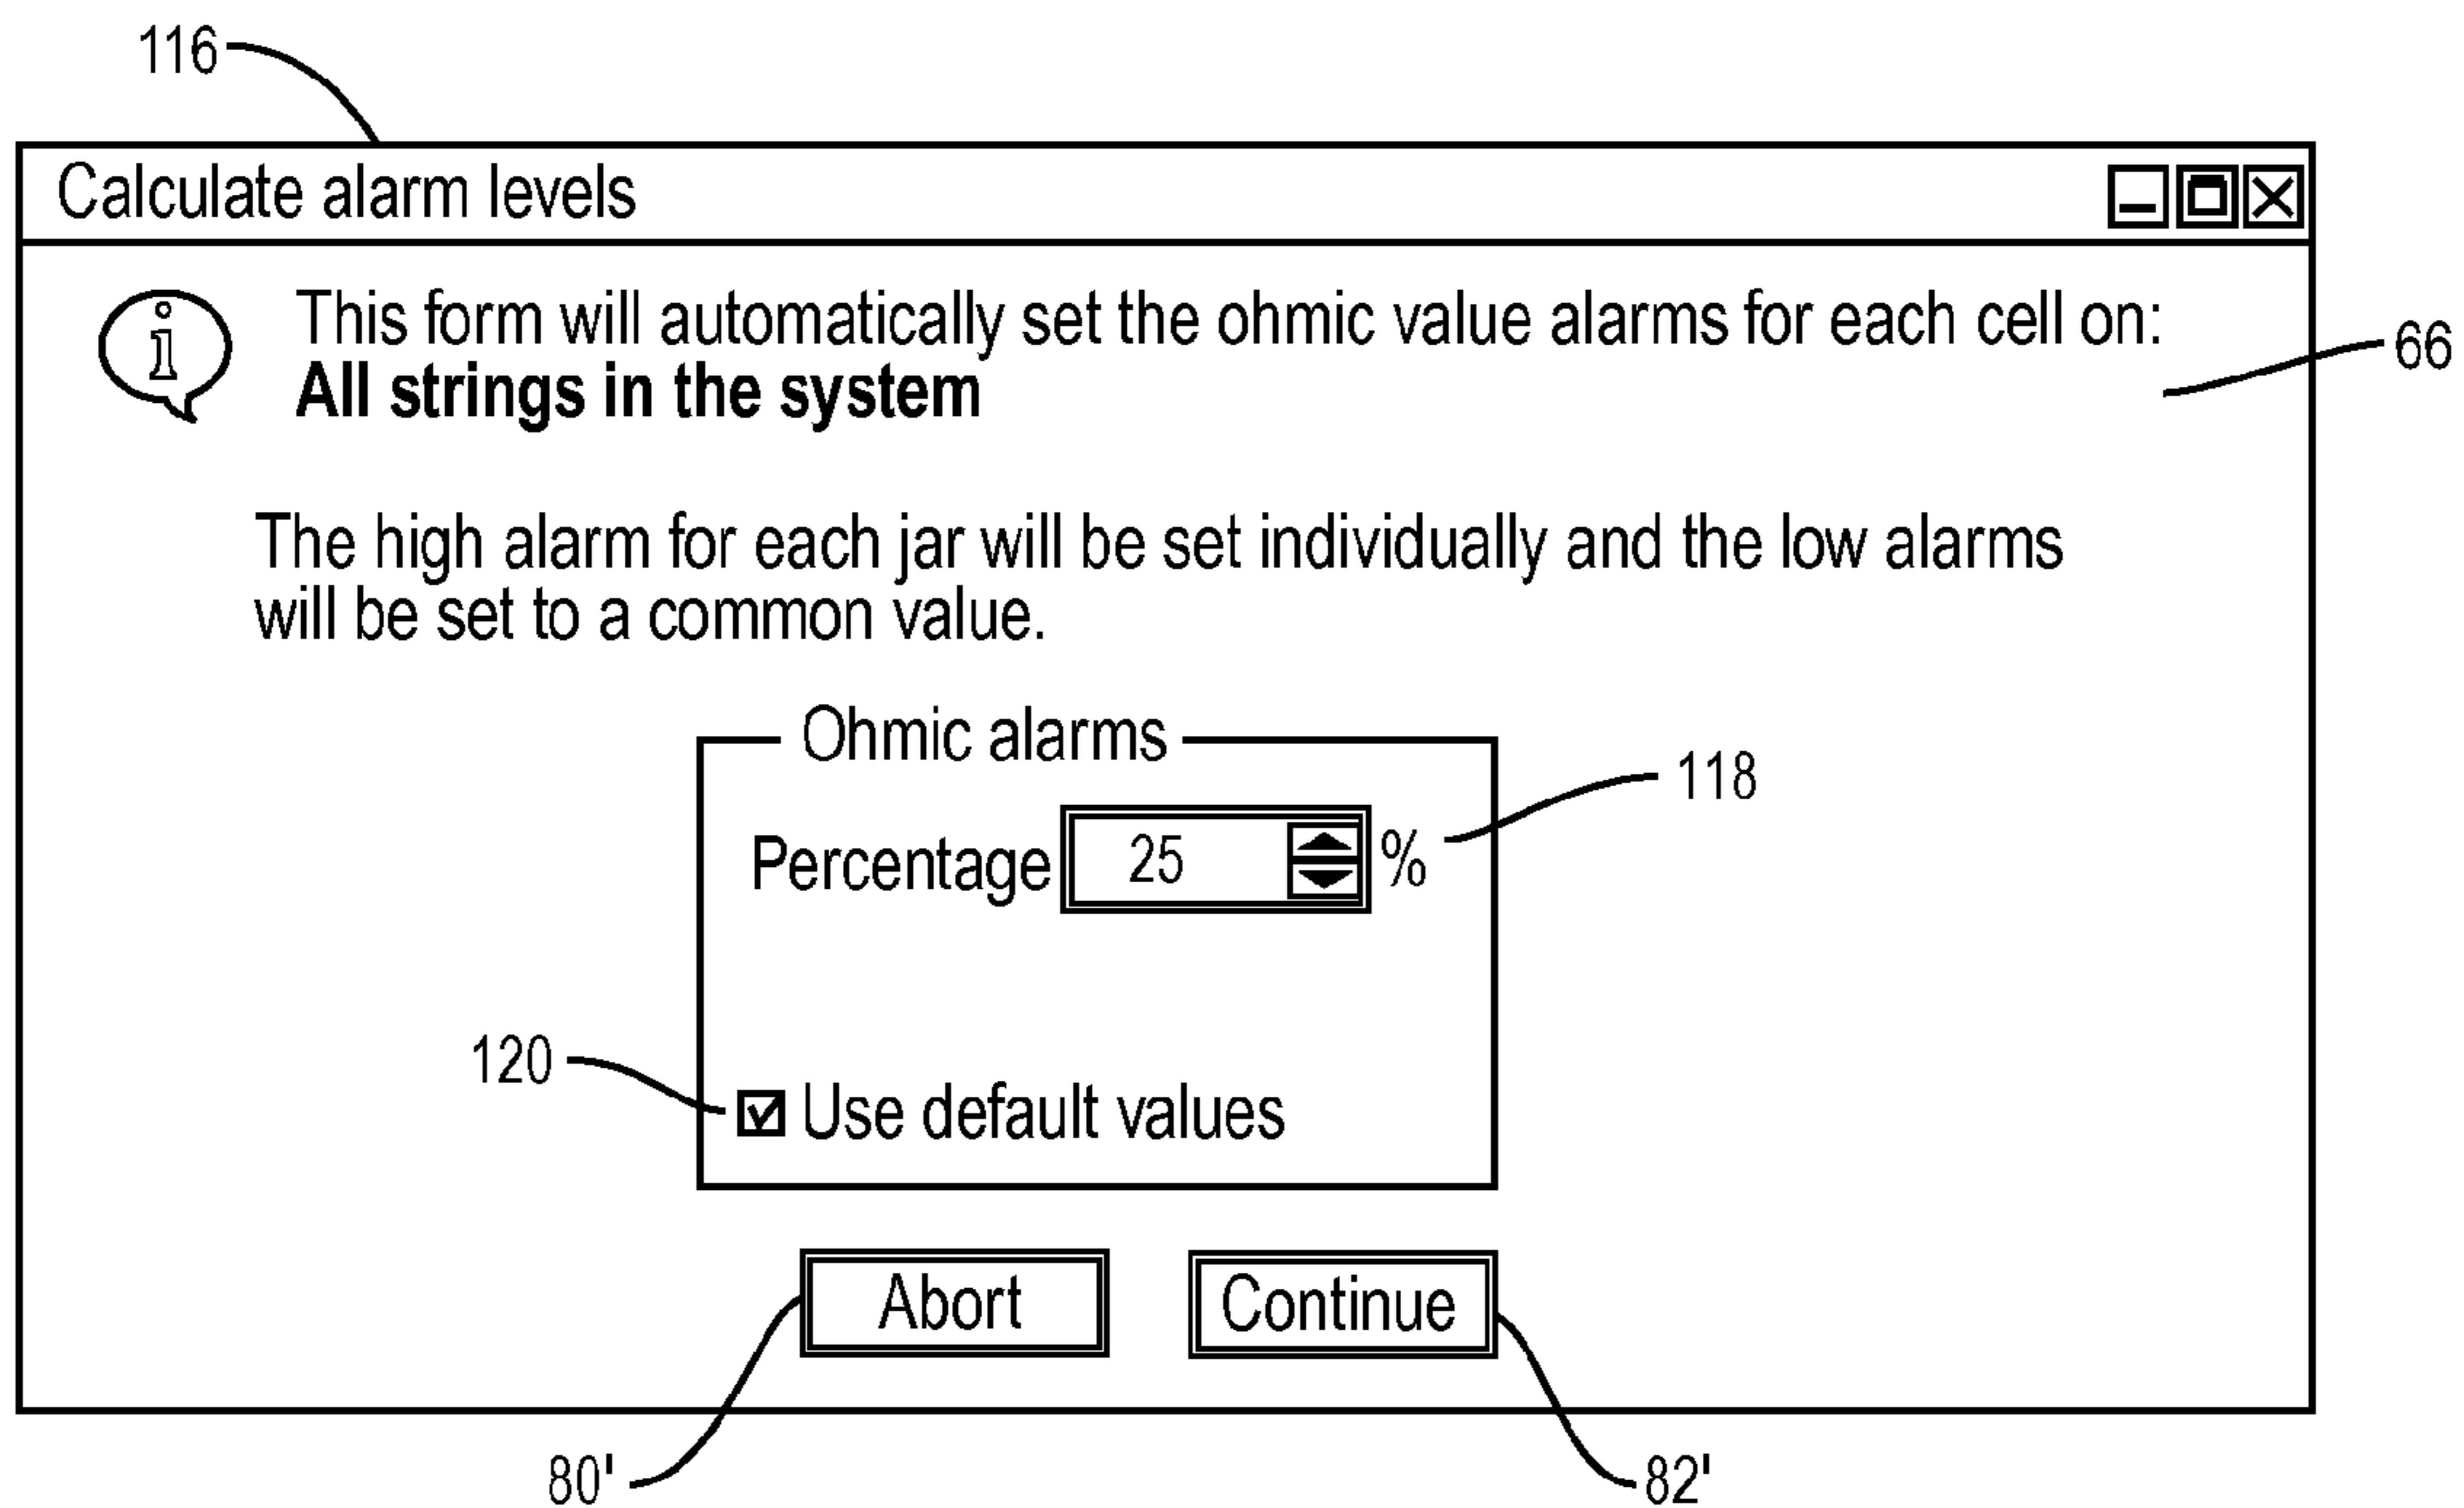 116
Calculate alarm levels
i
This form will automatically set the ohmic value alarms for each cell on:
66
All strings in the system
The high alarm for each jar will be set individually and the low alarms
will be set to a common value.
Ohmic alarms
118
Percentage 25 %
120
Use default values
Abort Continue
80' 82'